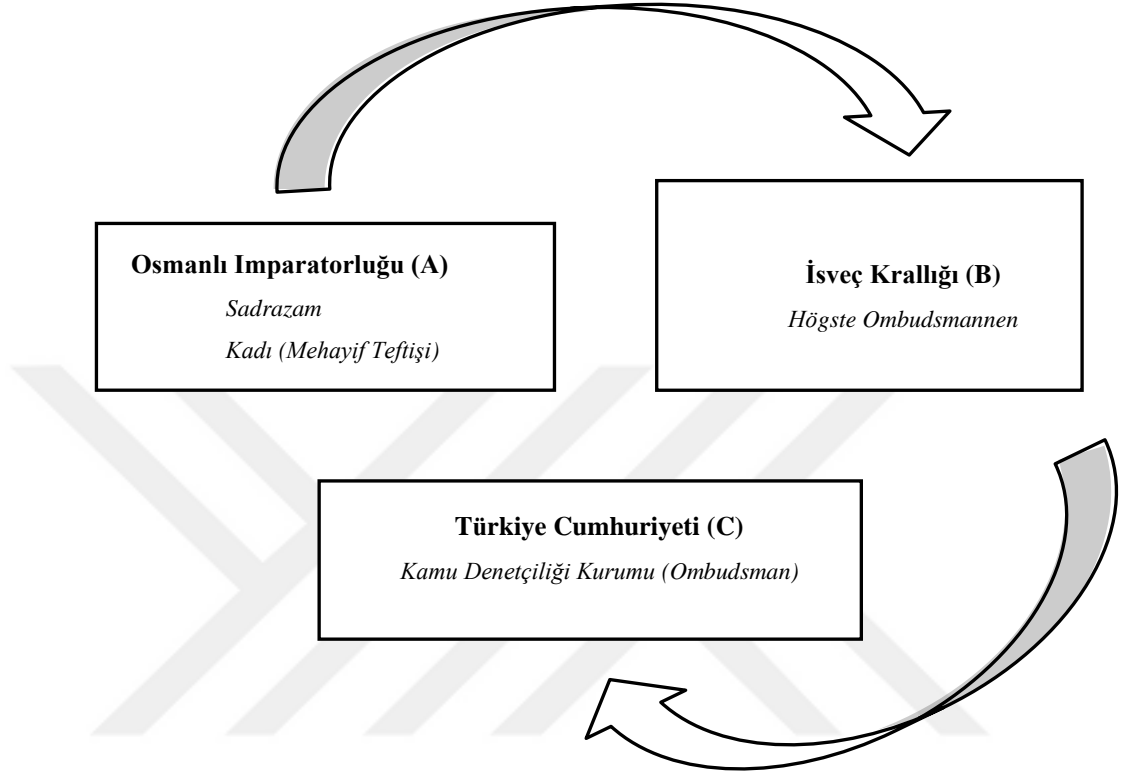 Osmanlı Imparatorluğu (A)
Sadrazam
Kadı (Mehayif Teftişi)
İsveç Krallığı (B)
Högste Ombudsmannen
Türkiye Cumhuriyeti (C)
Kamu Denetçiliği Kurumu (Ombudsman)